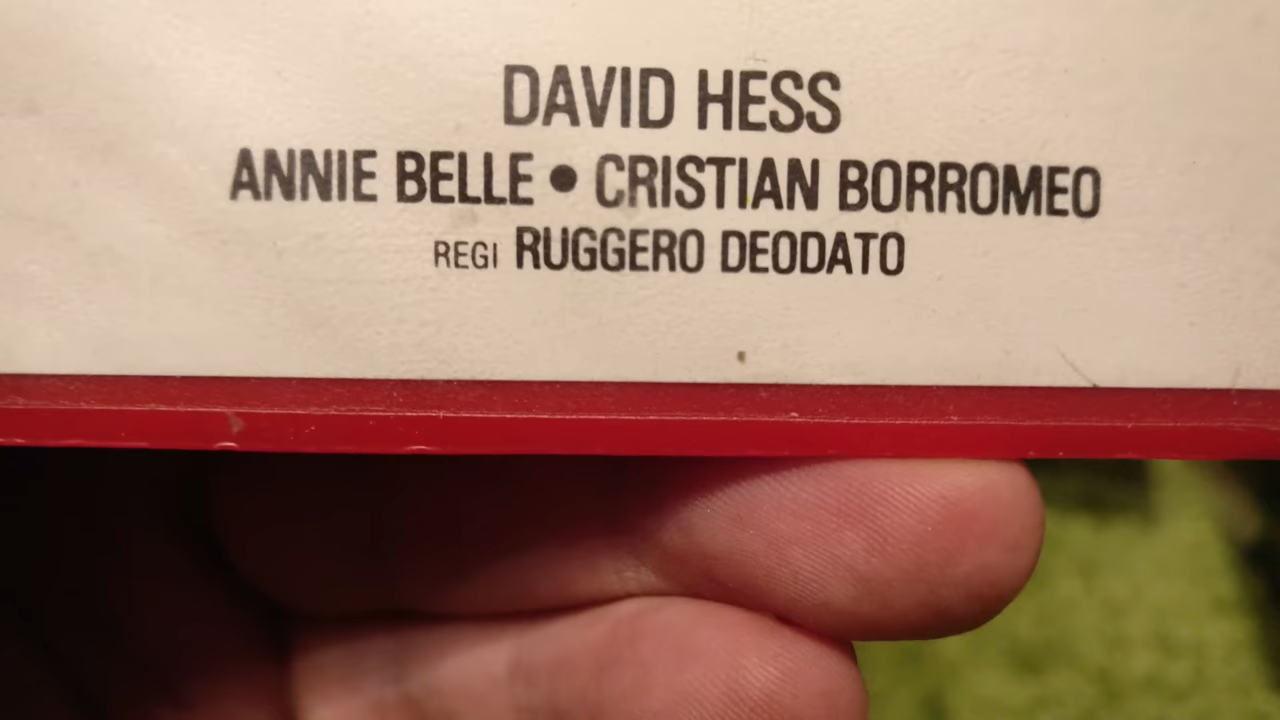 DAVID HESS
ANNIE BELLE • CRISTIAN BORROMEO
REGI RUGGERO DEODATO